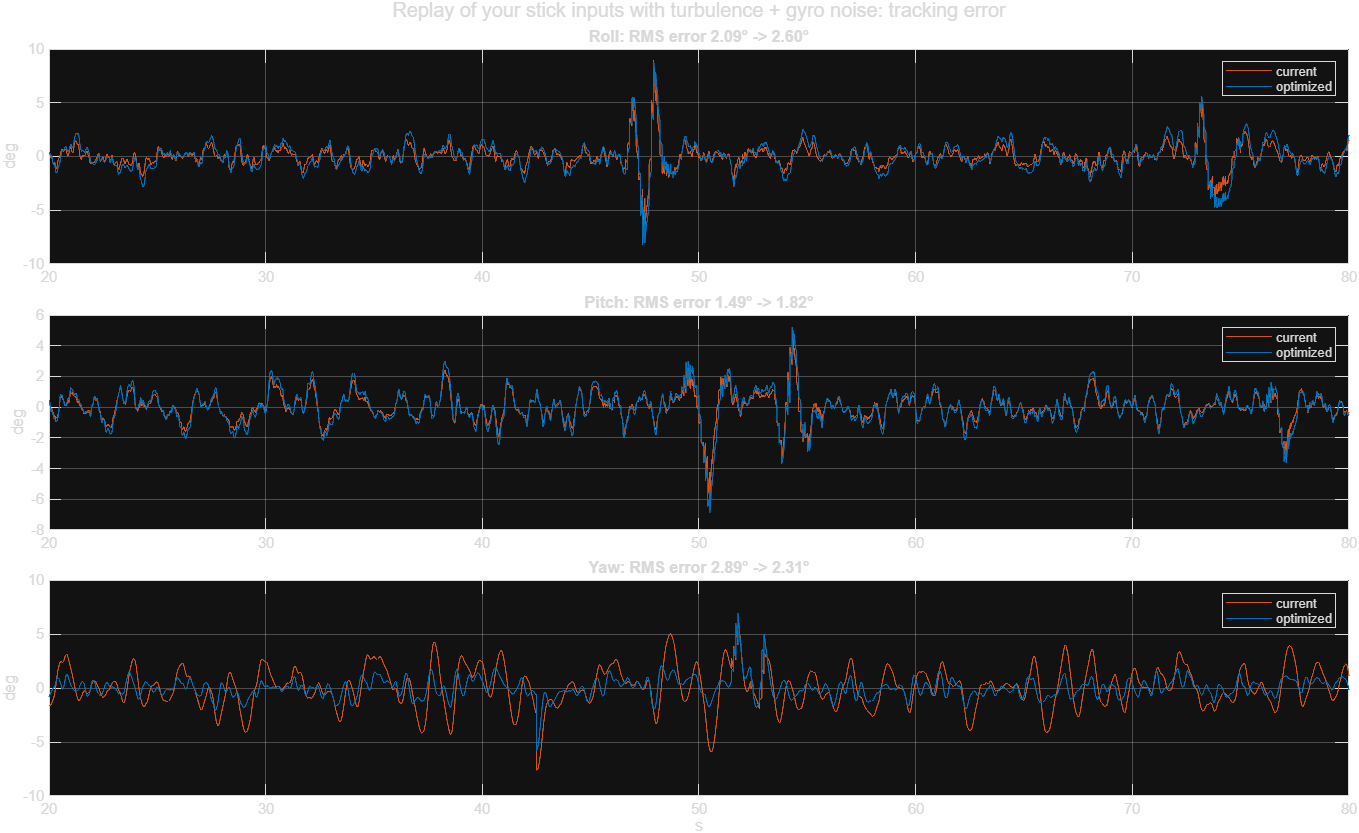 Replay of your stick inputs with turbulence + gyro noise: tracking error
Roll: RMS error 2.09° -> 2.60°
10
5
0
-5
-10
deg
current
optimized
20 30 40 50 60 70 80
Pitch: RMS error 1.49° -> 1.82°
6
4
2
0
-2
-4
-6
-8
deg
current
optimized
20 30 40 50 60 70 80
Yaw: RMS error 2.89° -> 2.31°
10
5
0
-5
-10
deg
current
optimized
20 30 40 50 60 70 80
s